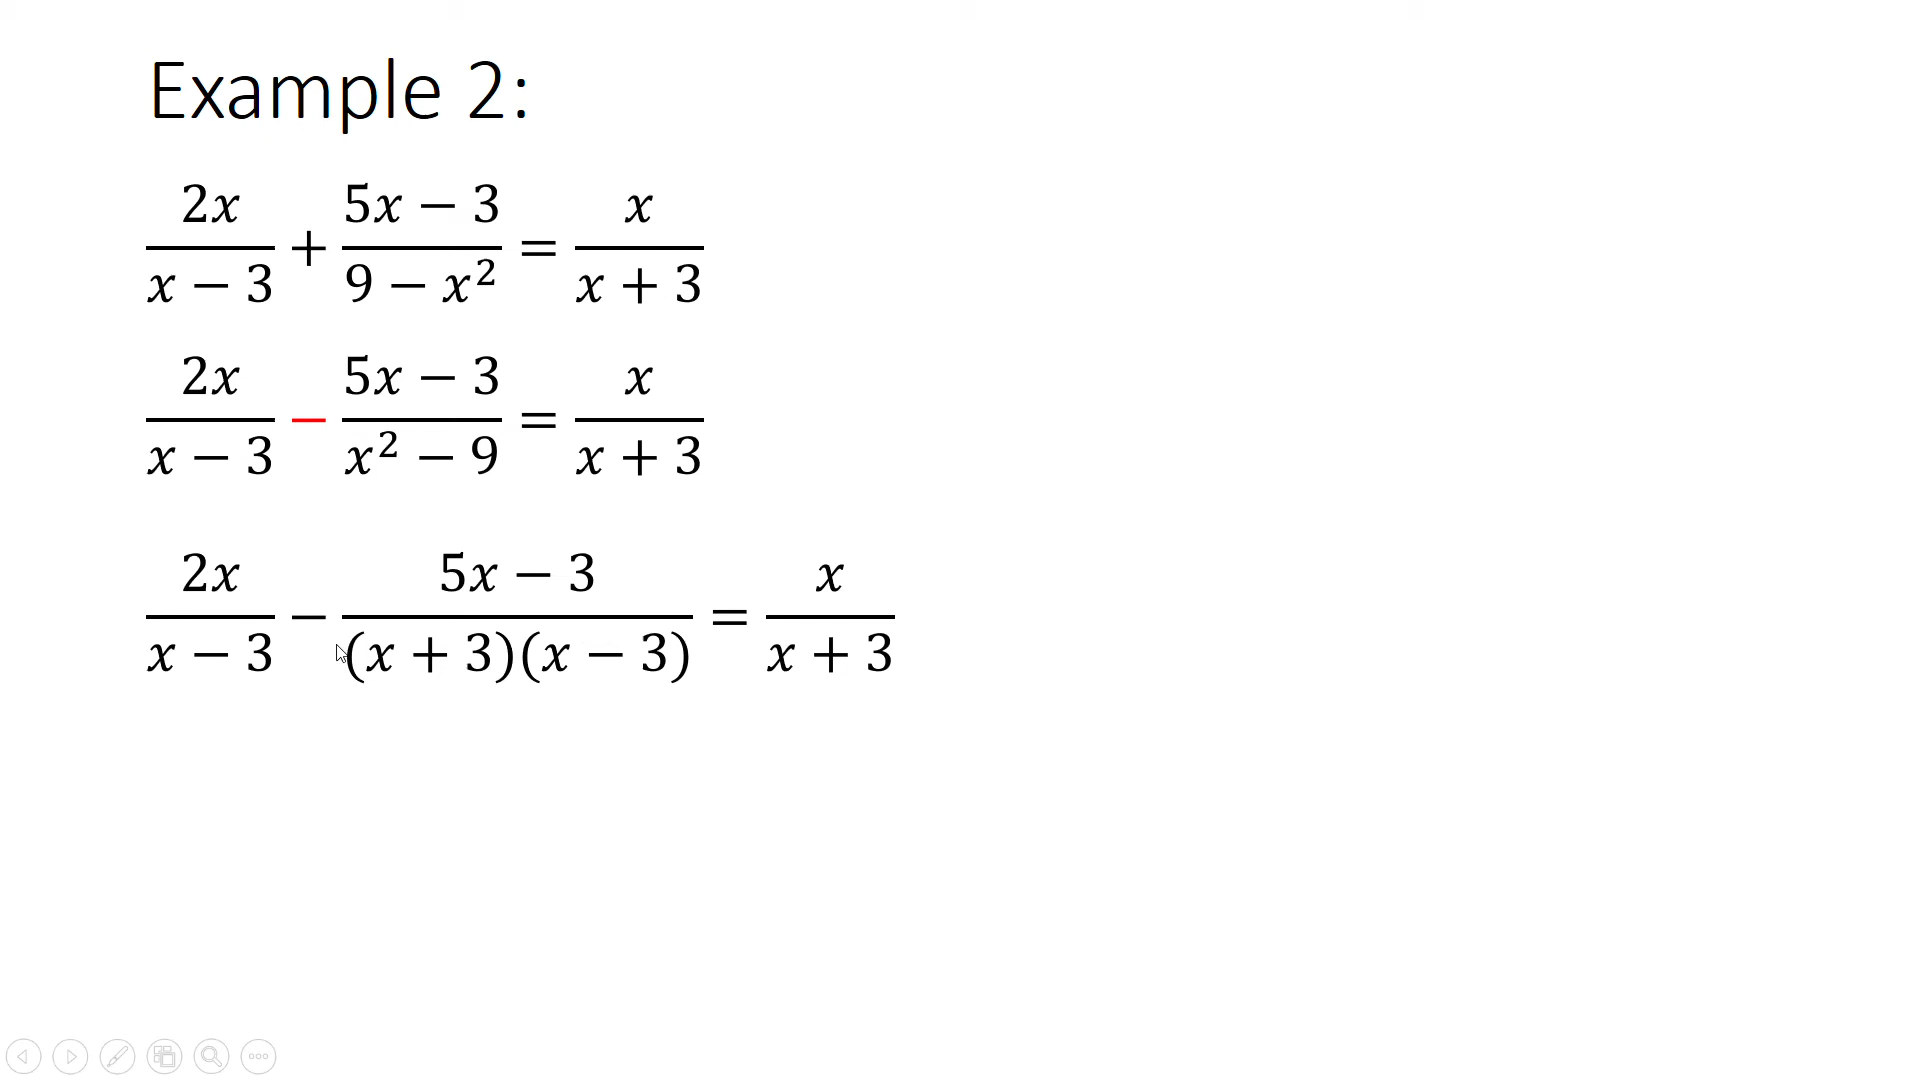 Example 2:
2x/(x − 3) + (5x − 3)/(9 − x²) = x/(x + 3)
2x/(x − 3) − (5x − 3)/(x² − 9) = x/(x + 3)
2x/(x − 3) − (5x − 3)/((x + 3)(x − 3)) = x/(x + 3)